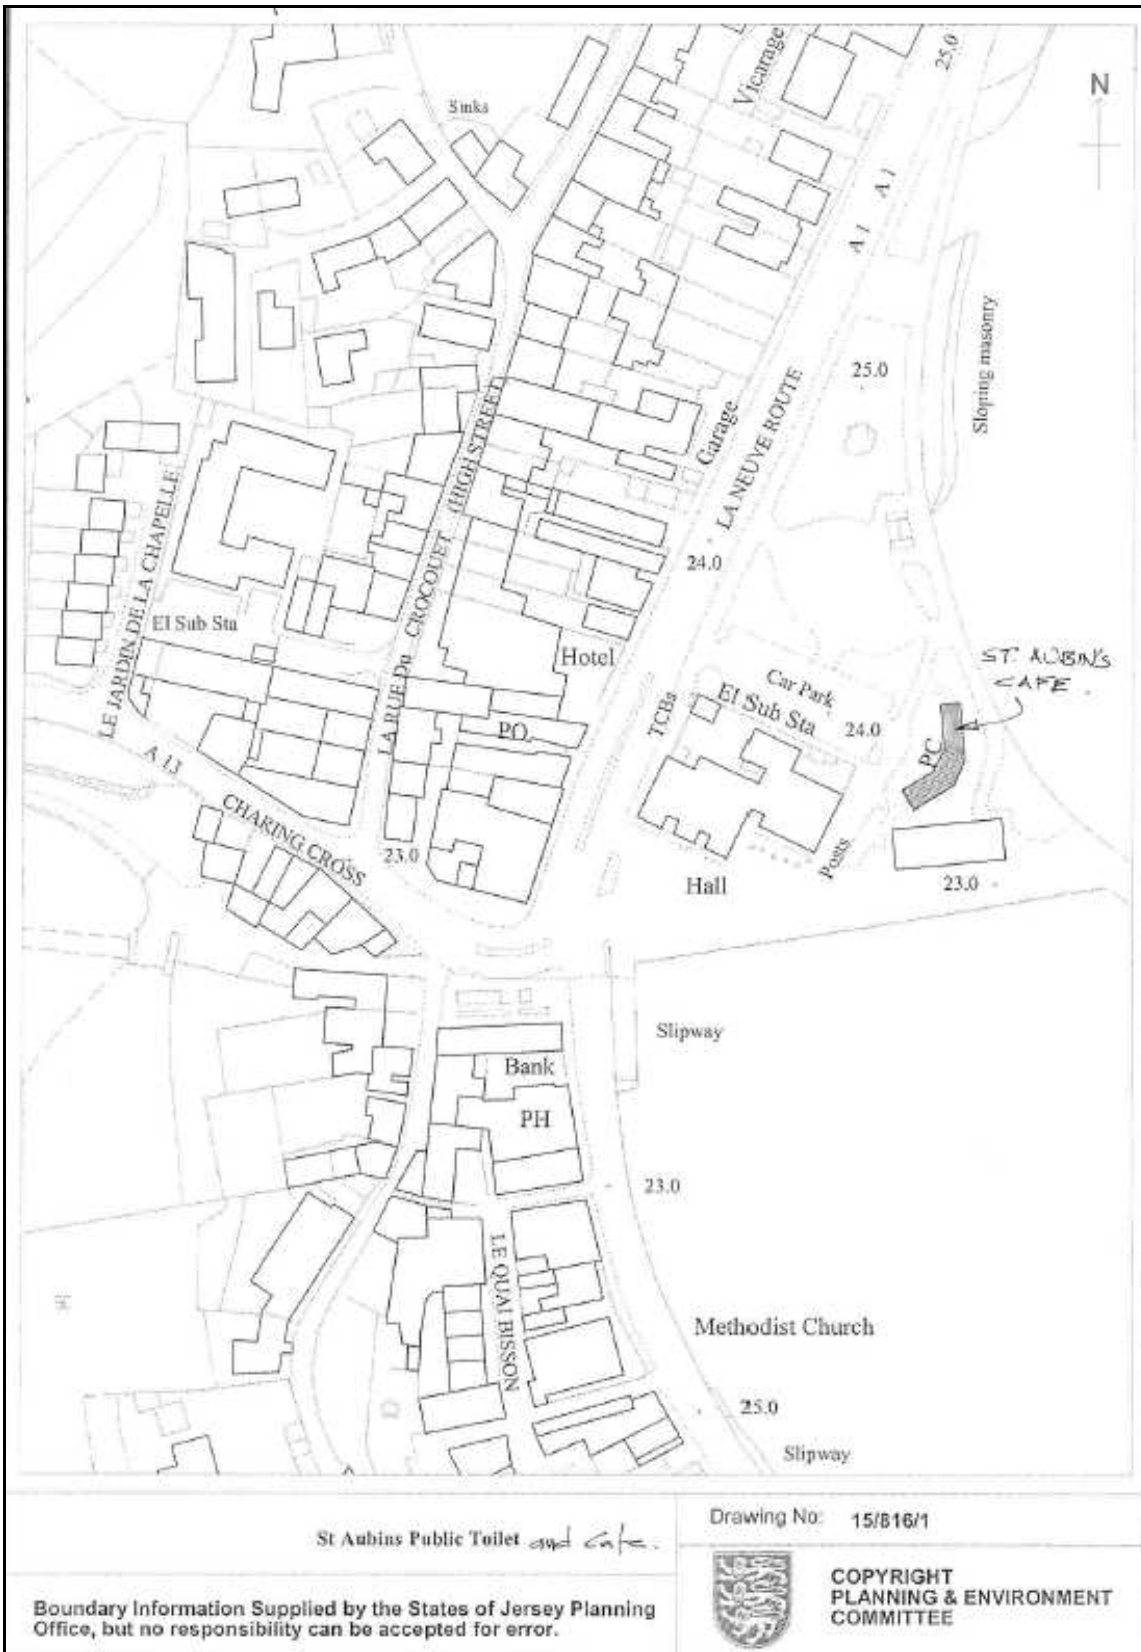 Sinks
Vicarage
25.0
N
A 1
A 1
Sloping masonry
25.0
LA NEUVE ROUTE
Garage
(HIGH STREET)
LA RUE Du CROCQUET
LE JARDIN DE LA CHAPELLE
24.0
El Sub Sta
Hotel
ST. AUBIN'S
CAFE.
Car Park
El Sub Sta
24.0
TCBs
PO
PC
A 13
CHARING CROSS
23.0
Posts
Hall
23.0
Slipway
Bank
PH
23.0
LE QUAI BISSON
Methodist Church
25.0
Slipway
St Aubins Public Toilet and Cafe.
Drawing No: 15/816/1
Boundary Information Supplied by the States of Jersey Planning
Office, but no responsibility can be accepted for error.
COPYRIGHT
PLANNING & ENVIRONMENT
COMMITTEE